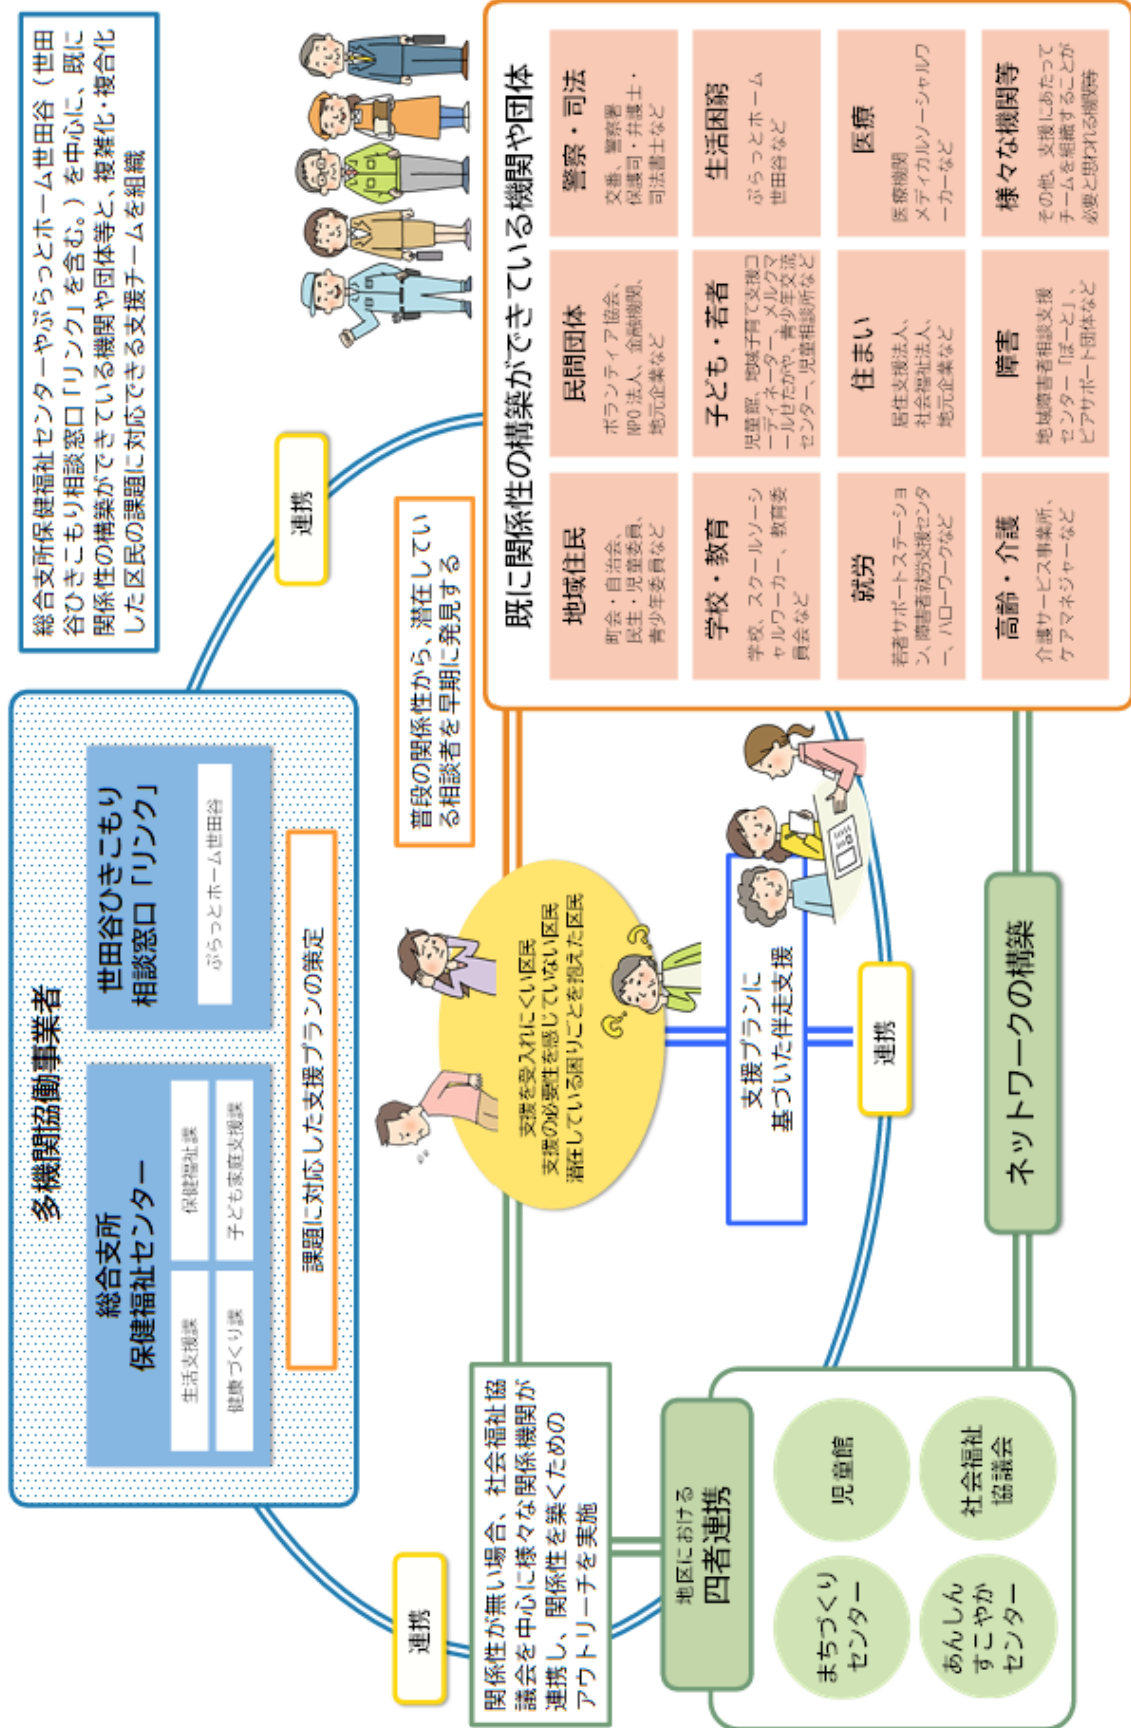 総合支所保健福祉センターやぷらっとホーム世田谷（世田
谷ひきこもり相談窓口「リンク」を含む。）を中心に、既に
関係性の構築ができている機関や団体等と、複雑化・複合化
した区民の課題に対応できる支援チームを組織
多機関協働事業者
総合支所
保健福祉センター
生活支援課
保健福祉課
健康づくり課
子ども家庭支援課
世田谷ひきこもり
相談窓口「リンク」
ぷらっとホーム世田谷
課題に対応した支援プランの策定
連携
連携
関係性が無い場合、社会福祉協
議会を中心に様々な関係機関が
連携し、関係性を築くための
アウトリーチを実施
普段の関係性から、潜在してい
る相談者を早期に発見する
支援を受入れにくい区民
支援の必要性を感じていない区民
潜在している困りごとを抱えた区民
支援プランに
基づいた伴走支援
連携
地区における
四者連携
まちづくり
センター
児童館
あんしん
すこやか
センター
社会福祉
協議会
ネットワークの構築
既に関係性の構築ができている機関や団体
地域住民
町会・自治会、
民生・児童委員、
青少年委員など
民間団体
ボランティア協会、
NPO 法人、金融機関、
地元企業など
警察・司法
交番、警察署
保護司・弁護士・
司法書士など
学校・教育
学校、スクールソーシ
ャルワーカー、教育委
員会など
子ども・若者
児童館、地域子育て支援コ
ーディネーター、メルクマ
ールせたがや、青少年交流
センター、児童相談所など
生活困窮
ぷらっとホーム
世田谷など
就労
若者サポートステーショ
ン、障害者就労支援センタ
ー、ハローワークなど
住まい
居住支援法人、
社会福祉法人、
地元企業など
医療
医療機関
メディカルソーシャルワ
ーカーなど
高齢・介護
介護サービス事業所、
ケアマネジャーなど
障害
地域障害者相談支援
センター「ぽーと」、
ピアサポート団体など
様々な機関等
その他、支援にあたって
チームを組織することが
必要と思われる機関等